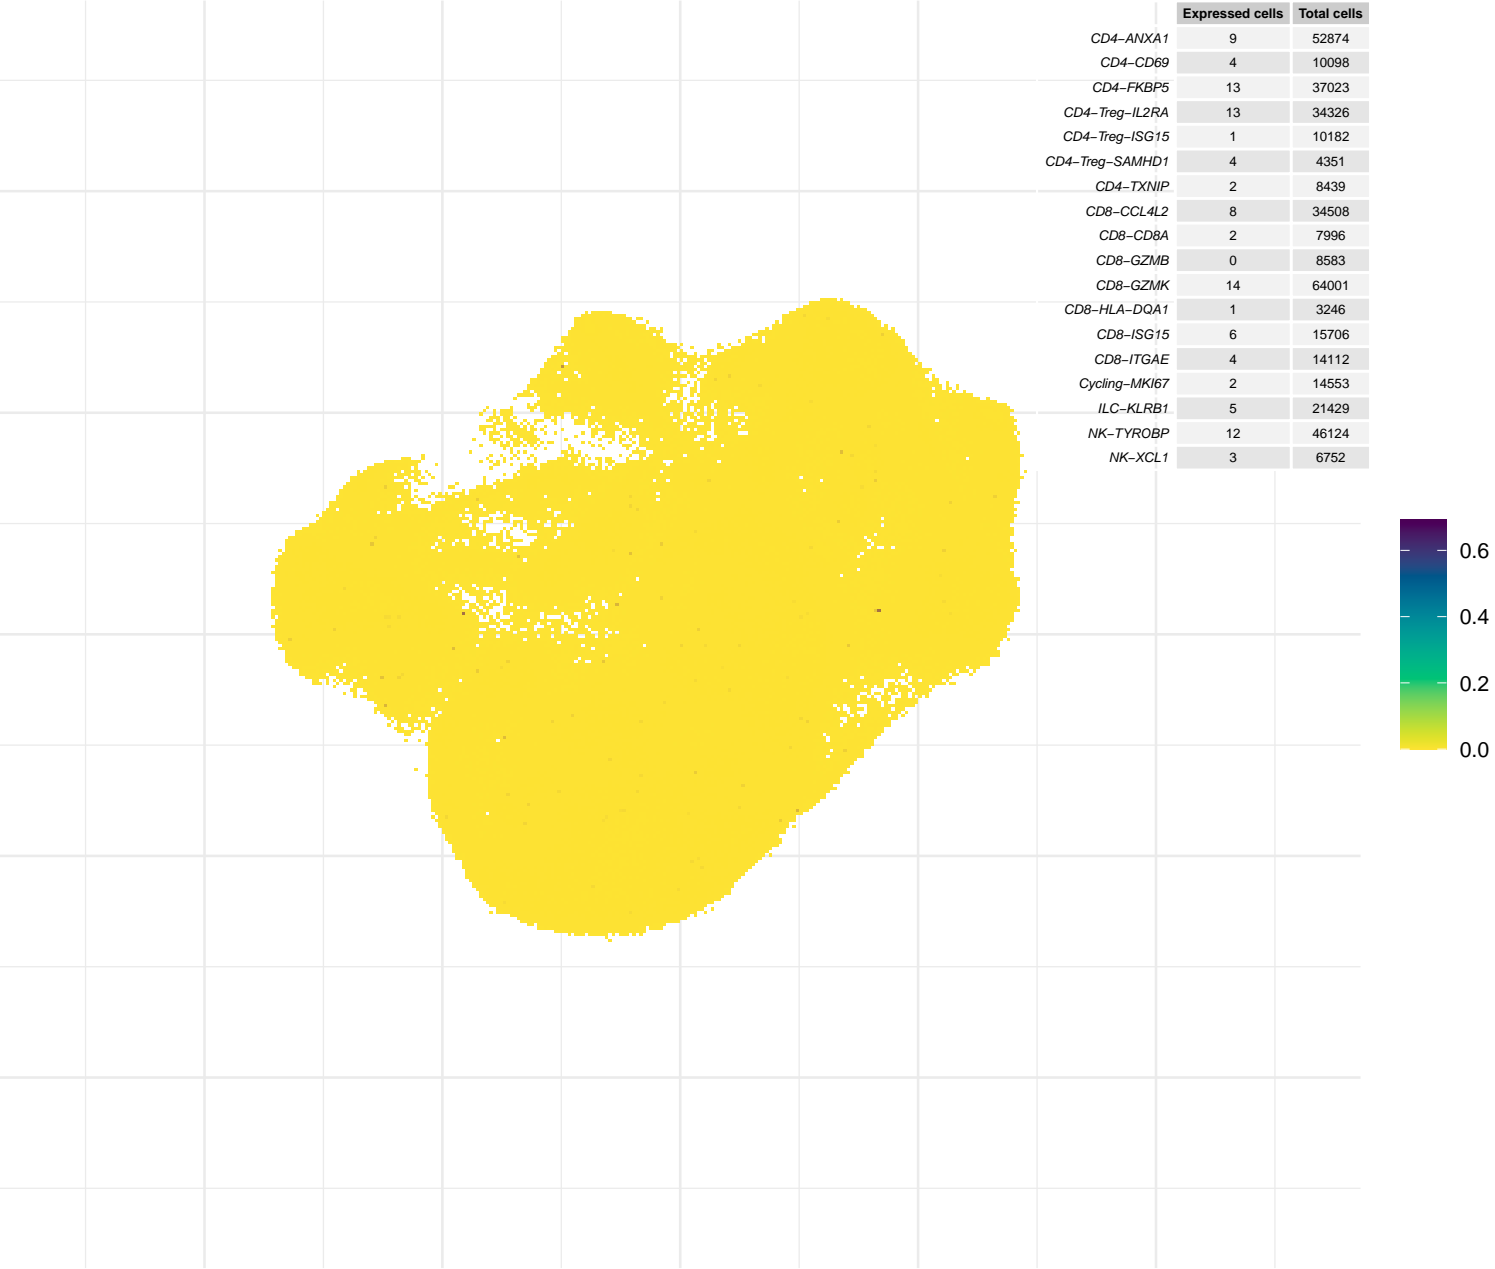 Expressed cells Total cells
CD4−ANXA1 9 52874
CD4−CD69 4 10098
CD4−FKBP5 13 37023
CD4−Treg−IL2RA 13 34326
CD4−Treg−ISG15 1 10182
CD4−Treg−SAMHD1 4 4351
CD4−TXNIP 2 8439
CD8−CCL4L2 8 34508
CD8−CD8A 2 7996
CD8−GZMB 0 8583
CD8−GZMK 14 64001
CD8−HLA−DQA1 1 3246
CD8−ISG15 6 15706
CD8−ITGAE 4 14112
Cycling−MKI67 2 14553
ILC−KLRB1 5 21429
NK−TYROBP 12 46124
NK−XCL1 3 6752
0.6
0.4
0.2
0.0